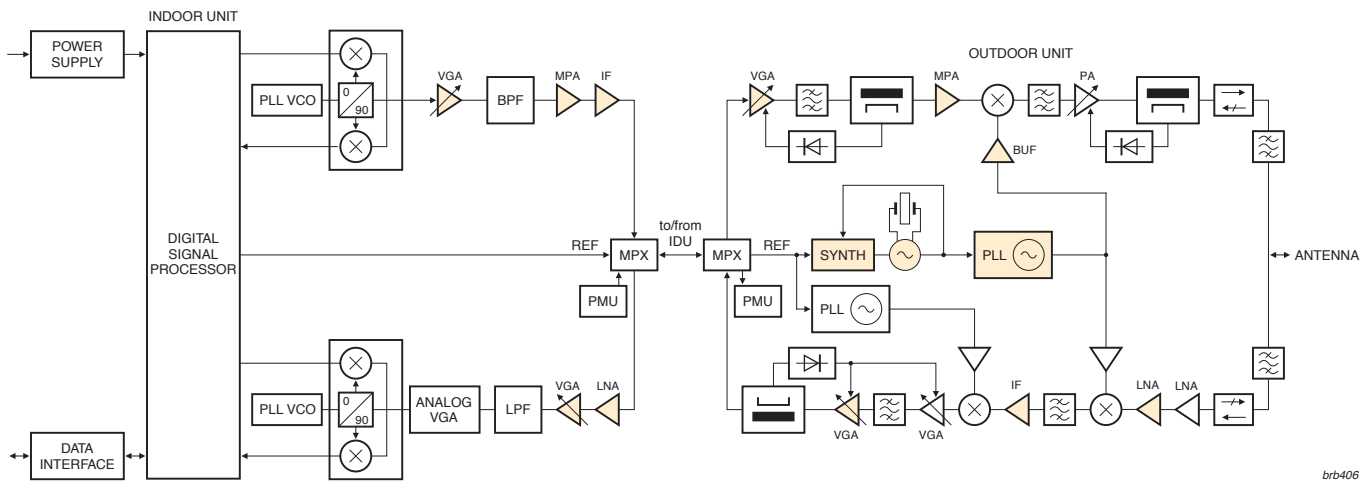 INDOOR UNIT
POWER
SUPPLY
PLL VCO
0
90
VGA
BPF
MPA
IF
DIGITAL
SIGNAL
PROCESSOR
REF
MPX
PMU
to/from
IDU
PLL VCO
0
90
ANALOG
VGA
LPF
VGA
LNA
DATA
INTERFACE
OUTDOOR UNIT
VGA
MPA
PA
BUF
MPX
REF
SYNTH
PLL
PMU
PLL
ANTENNA
VGA
VGA
IF
LNA
LNA
brb406